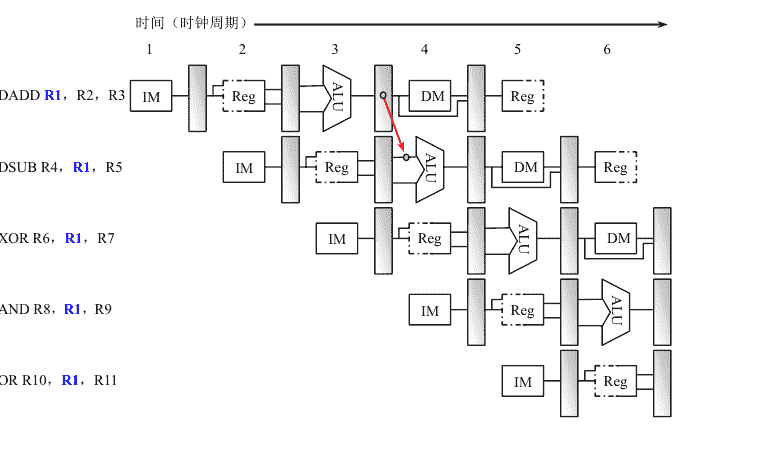 时间（时钟周期）
1 2 3 4 5 6
DADD R1，R2，R3 IM Reg ALU DM Reg
DSUB R4，R1，R5 IM Reg ALU DM Reg
XOR R6，R1，R7 IM Reg ALU DM
AND R8，R1，R9 IM Reg ALU
OR R10，R1，R11 IM Reg